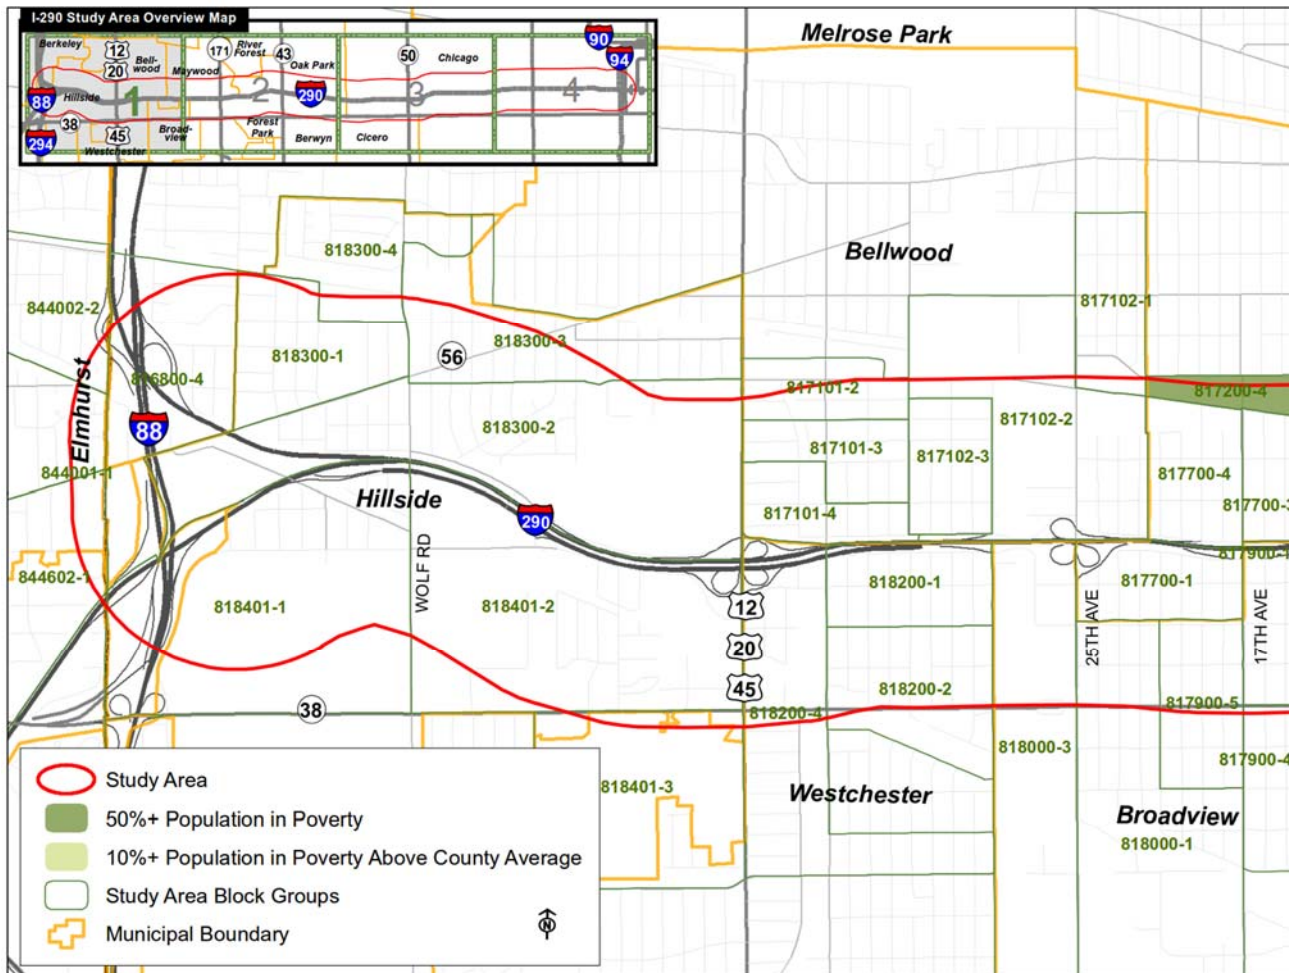 I-290 Study Area Overview Map
Berkeley
12
20
Bell-
wood
Maywood
171
River
Forest
43
Oak Park
50
Chicago
90
94
88
Hillside
1
2
290
3
4
38
294
45
Westchester
Broad-
view
Forest
Park
Berwyn
Cicero
Melrose Park
818300-4
Bellwood
844002-2
817102-1
818300-1
56
818300-3
Elmhurst
816800-4
817101-2
817200-4
88
818300-2
817102-2
817101-3
817102-3
844001-1
817700-4
Hillside
290
817101-4
817700-3
817900-1
844602-1
818401-1
WOLF RD
818401-2
12
818200-1
817700-1
20
25TH AVE
17TH AVE
45
818200-2
38
818200-4
817900-5
818000-3
817900-4
818401-3
Westchester
Broadview
818000-1
Study Area
50%+ Population in Poverty
10%+ Population in Poverty Above County Average
Study Area Block Groups
Municipal Boundary
N